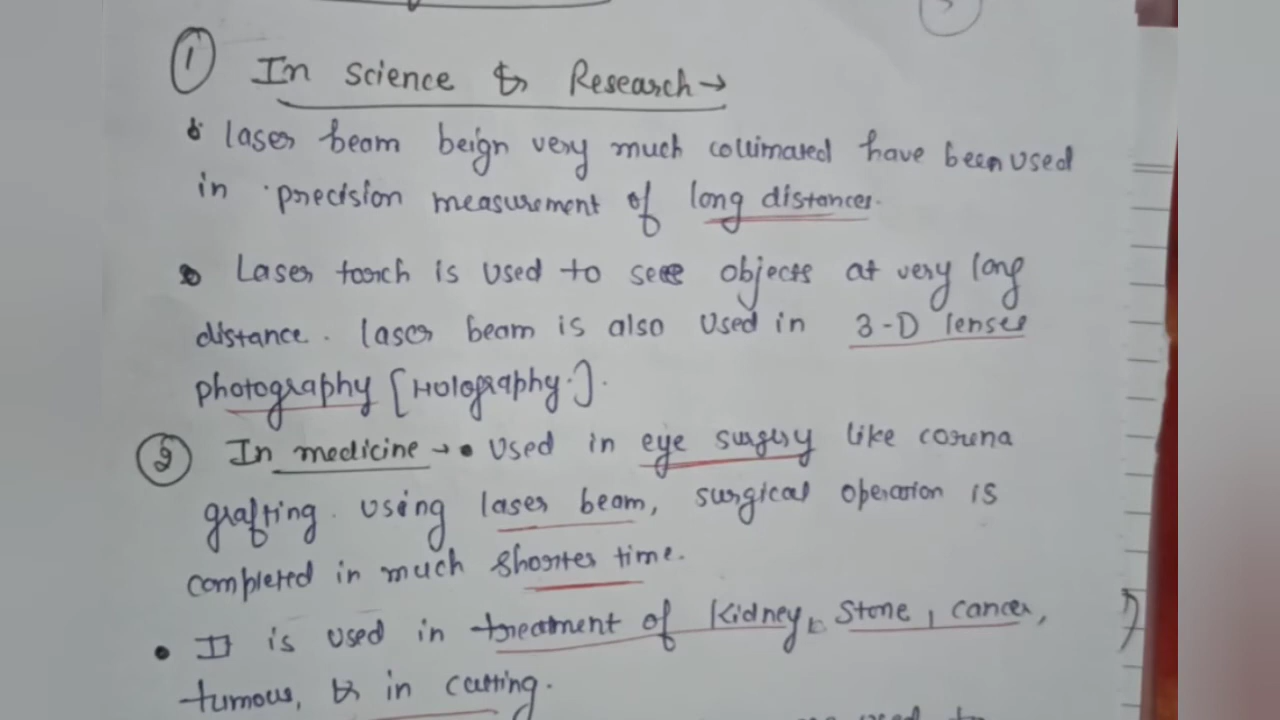 ① In science & Research →
laser beam beign very much collimated have been used
in precision measurement of long distances.
Laser torch is used to see objects at very long
distance. laser beam is also used in 3-D lenses
photography [Holography.].
② In medicine → • Used in eye surgery like corena
grafting. using laser beam, surgical operation is
completed in much shorter time.
• It is used in treatment of Kidney, Stone, cancer,
tumous, & in cutting.
used to